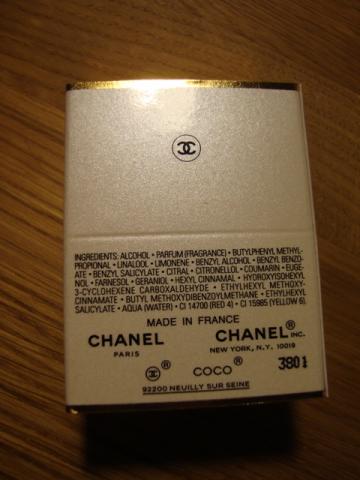 INGREDIENTS: ALCOHOL • PARFUM (FRAGRANCE) • BUTYLPHENYL METHYL-
PROPIONAL • LINALOOL • LIMONENE • BENZYL ALCOHOL • BENZYL BENZO-
ATE • BENZYL SALICYLATE • CITRAL • CITRONELLOL • COUMARIN • EUGE-
NOL • FARNESOL • GERANIOL • HEXYL CINNAMAL • HYDROXYISOHEXYL
3-CYCLOHEXENE CARBOXALDEHYDE • ETHYLHEXYL METHOXY-
CINNAMATE • BUTYL METHOXYDIBENZOYLMETHANE • ETHYLHEXYL
SALICYLATE • AQUA (WATER) • CI 14700 (RED 4) • CI 15985 (YELLOW 6).
MADE IN FRANCE
CHANEL CHANEL® INC.
PARIS NEW YORK, N.Y. 10019
® COCO® 3801
92200 NEUILLY SUR SEINE